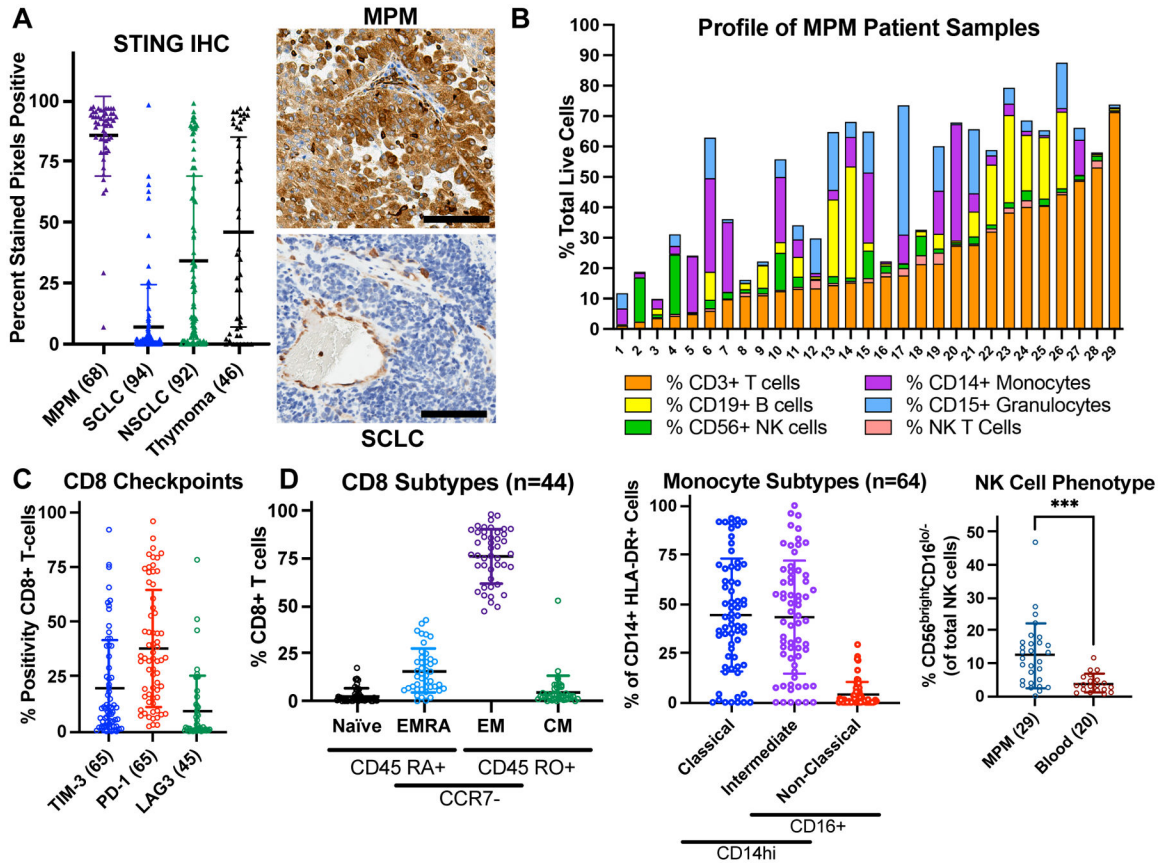 A
STING IHC
Percent Stained Pixels Positive
100
75
50
25
0
MPM (68)
SCLC (94)
NSCLC (92)
Thymoma (46)
MPM
SCLC
B
Profile of MPM Patient Samples
% Total Live Cells
100
90
80
70
60
50
40
30
20
10
0
1 2 3 4 5 6 7 8 9 10 11 12 13 14 15 16 17 18 19 20 21 22 23 24 25 26 27 28 29
% CD3+ T cells
% CD19+ B cells
% CD56+ NK cells
% CD14+ Monocytes
% CD15+ Granulocytes
% NK T Cells
C
CD8 Checkpoints
% Positivity CD8+ T-cells
100
75
50
25
0
TIM-3 (65)
PD-1 (65)
LAG3 (45)
D
CD8 Subtypes (n=44)
% CD8+ T cells
100
75
50
25
0
Naïve EMRA EM CM
CD45 RA+ CD45 RO+
CCR7-
Monocyte Subtypes (n=64)
% of CD14+ HLA-DR+ Cells
100
75
50
25
0
Classical
Intermediate
Non-Classical
CD16+
CD14hi
NK Cell Phenotype
***
% CD56brightCD16lo/-
(of total NK cells)
50
40
30
20
10
0
MPM (29)
Blood (20)